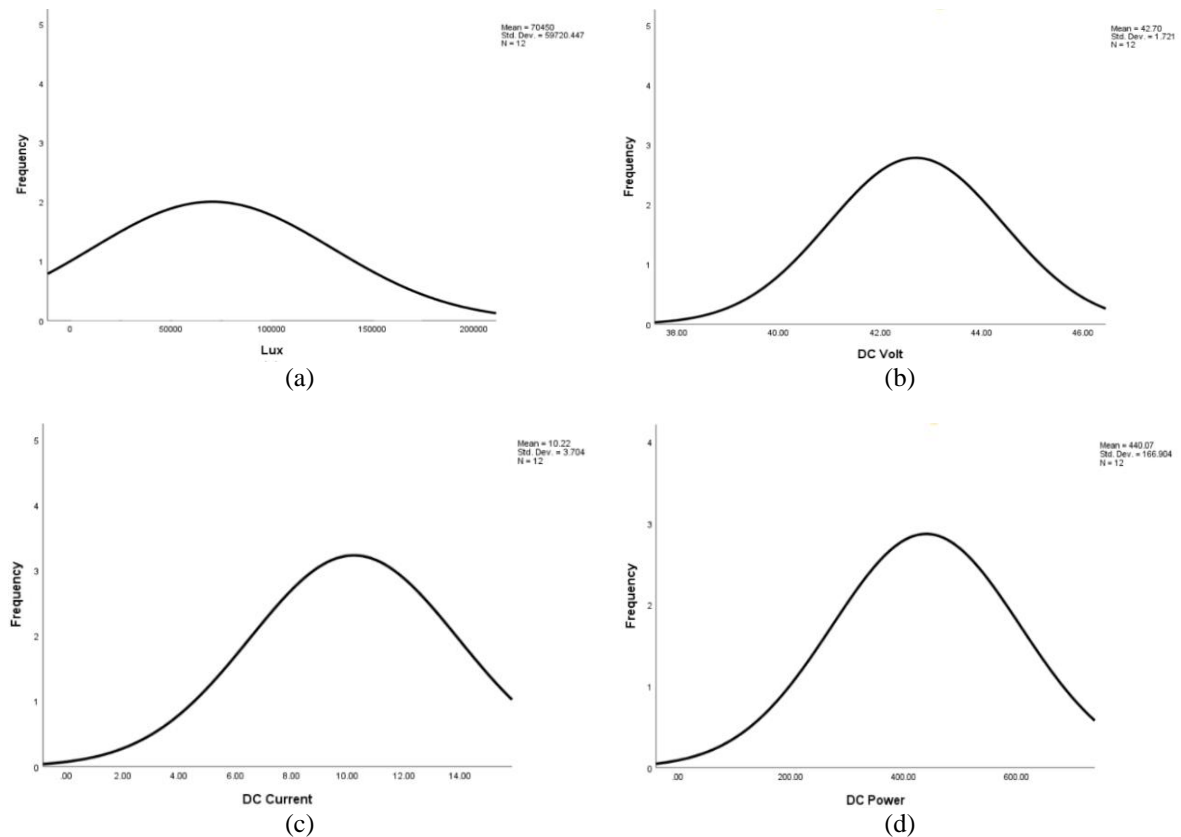 5
4
3
2
1
0
Frequency
0 50000 100000 150000 200000
Lux
Mean = 70450
Std. Dev. = 59720.447
N = 12
(a)
5
4
3
2
1
0
Frequency
38.00 40.00 42.00 44.00 46.00
DC Volt
Mean = 42.70
Std. Dev. = 1.721
N = 12
(b)
5
4
3
2
1
0
Frequency
.00 2.00 4.00 6.00 8.00 10.00 12.00 14.00
DC Current
Mean = 10.22
Std. Dev. = 3.704
N = 12
(c)
4
3
2
1
0
Frequency
.00 200.00 400.00 600.00
DC Power
Mean = 440.07
Std. Dev. = 166.904
N = 12
(d)